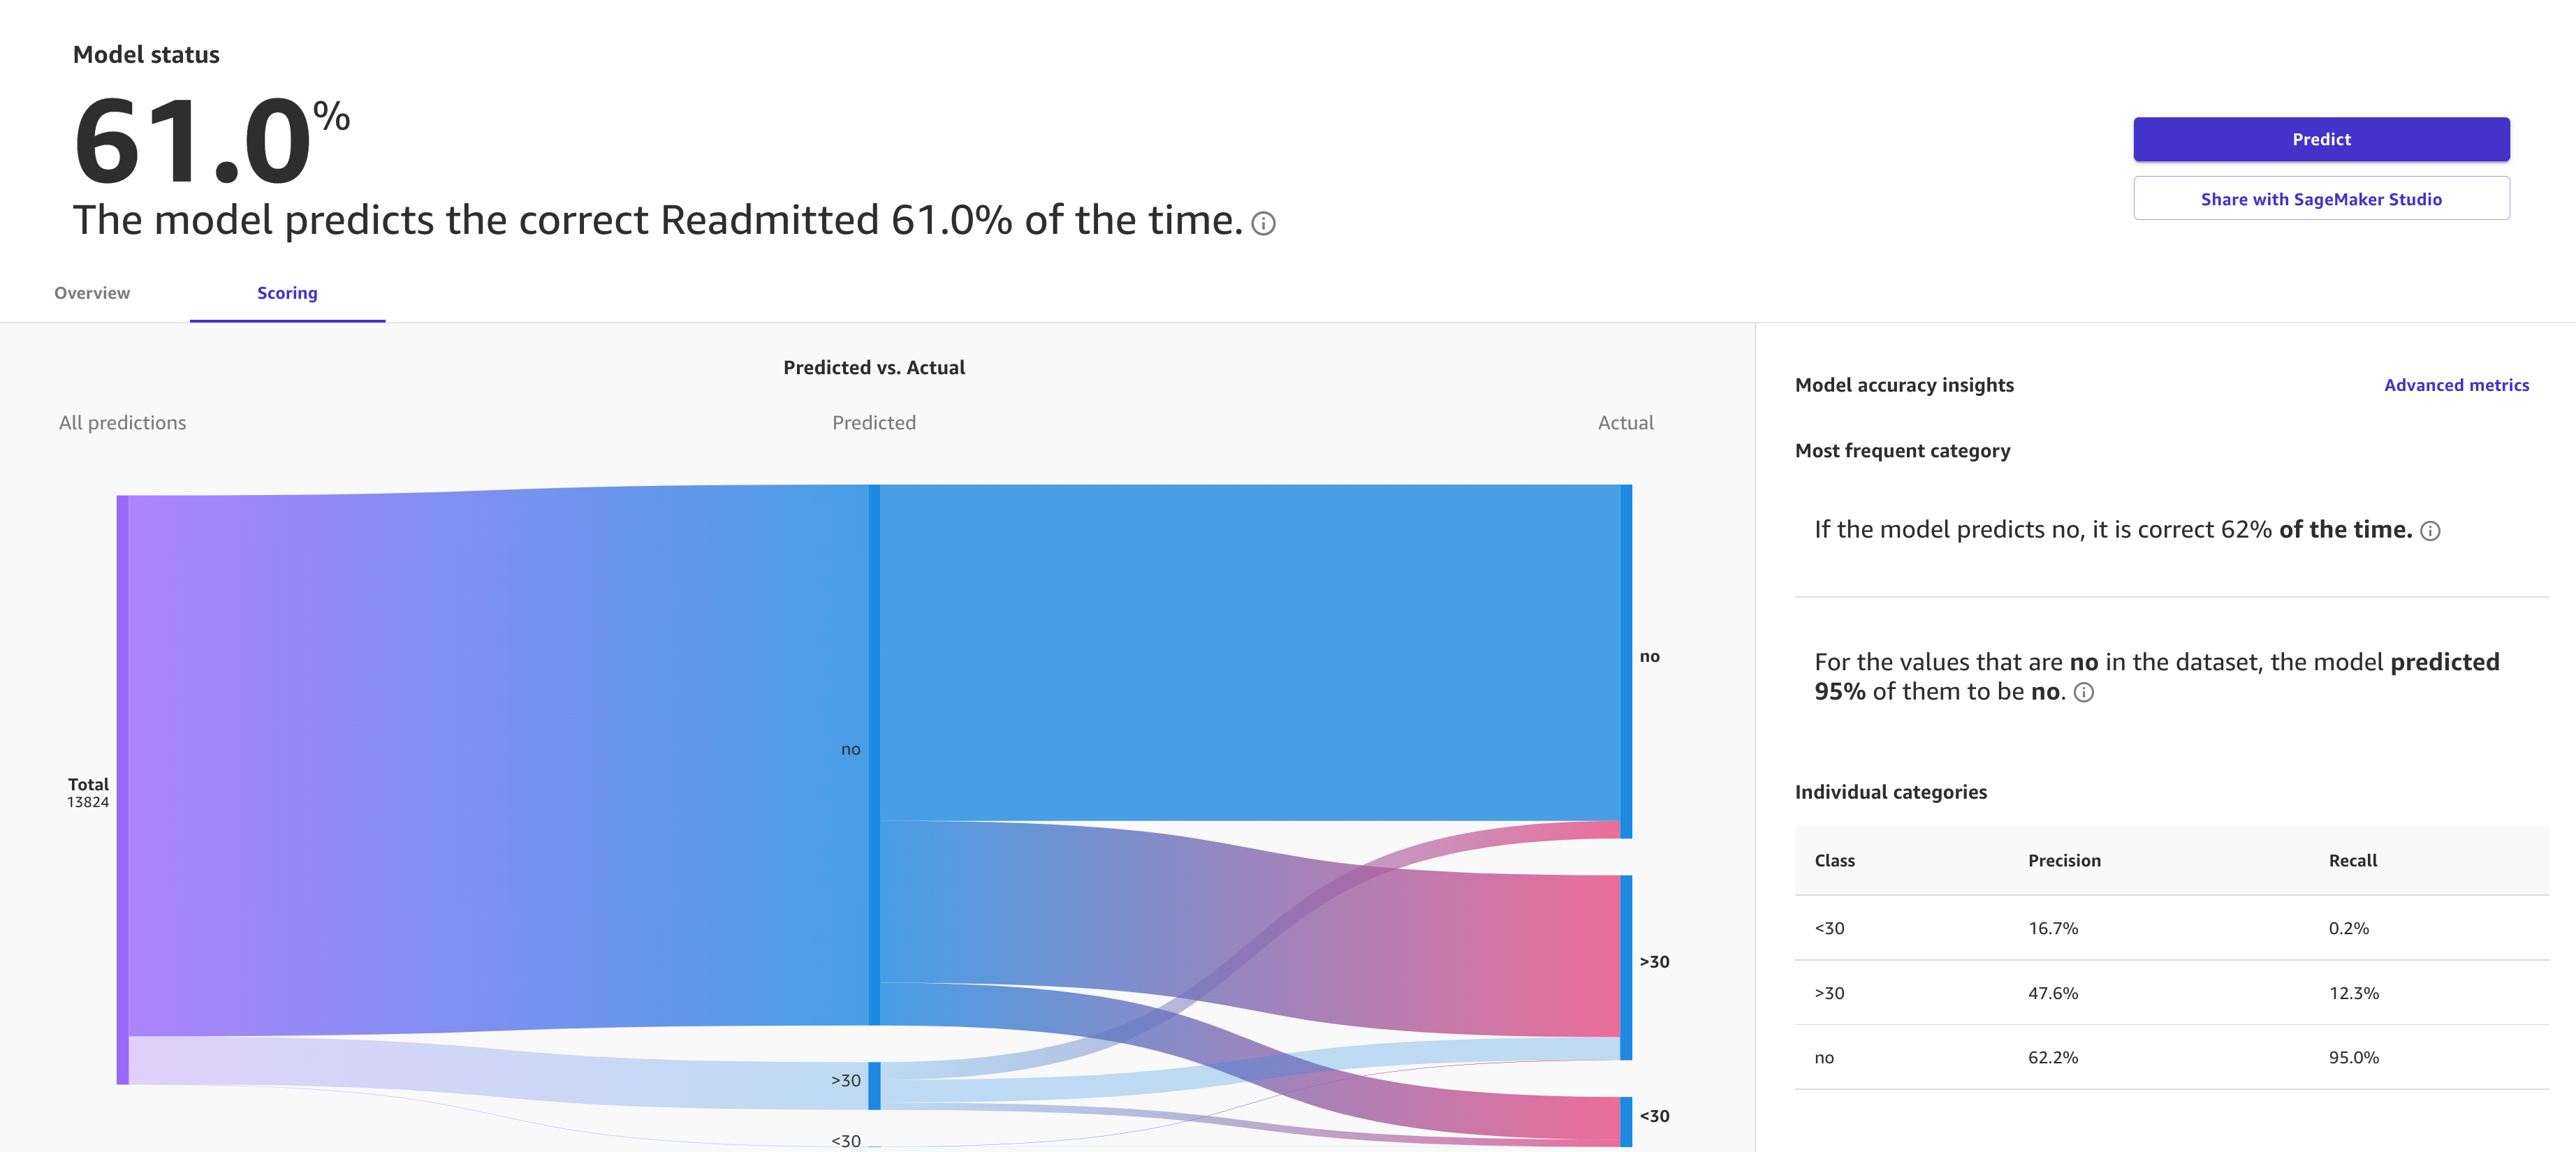 Model status
61.0%
The model predicts the correct Readmitted 61.0% of the time.
Predict
Share with SageMaker Studio
Overview
Scoring
Predicted vs. Actual
All predictions
Predicted
Actual
Total
13824
no
>30
<30
no
>30
<30
Model accuracy insights
Advanced metrics
Most frequent category
If the model predicts no, it is correct 62% of the time.
For the values that are no in the dataset, the model predicted
95% of them to be no.
Individual categories
Class Precision Recall
<30 16.7% 0.2%
>30 47.6% 12.3%
no 62.2% 95.0%